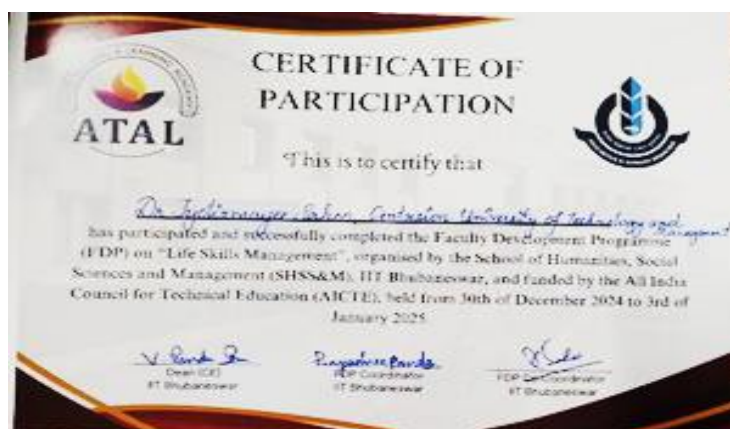 ATAL
CERTIFICATE OF
PARTICIPATION
This is to certify that
Dr. Centurion University of Technology and
Management
has participated and successfully completed the Faculty Development Programme
(FDP) on "Life Skills Management", organised by the School of Humanities, Social
Sciences and Management (SHSS&M), IIT Bhubaneswar, and funded by the All India
Council for Technical Education (AICTE), held from 30th of December 2024 to 3rd of
January 2025
Dean (CE)
IIT Bhubaneswar
Rajashree Panda
FDP Coordinator
IIT Bhubaneswar
FDP Co-Coordinator
IIT Bhubaneswar